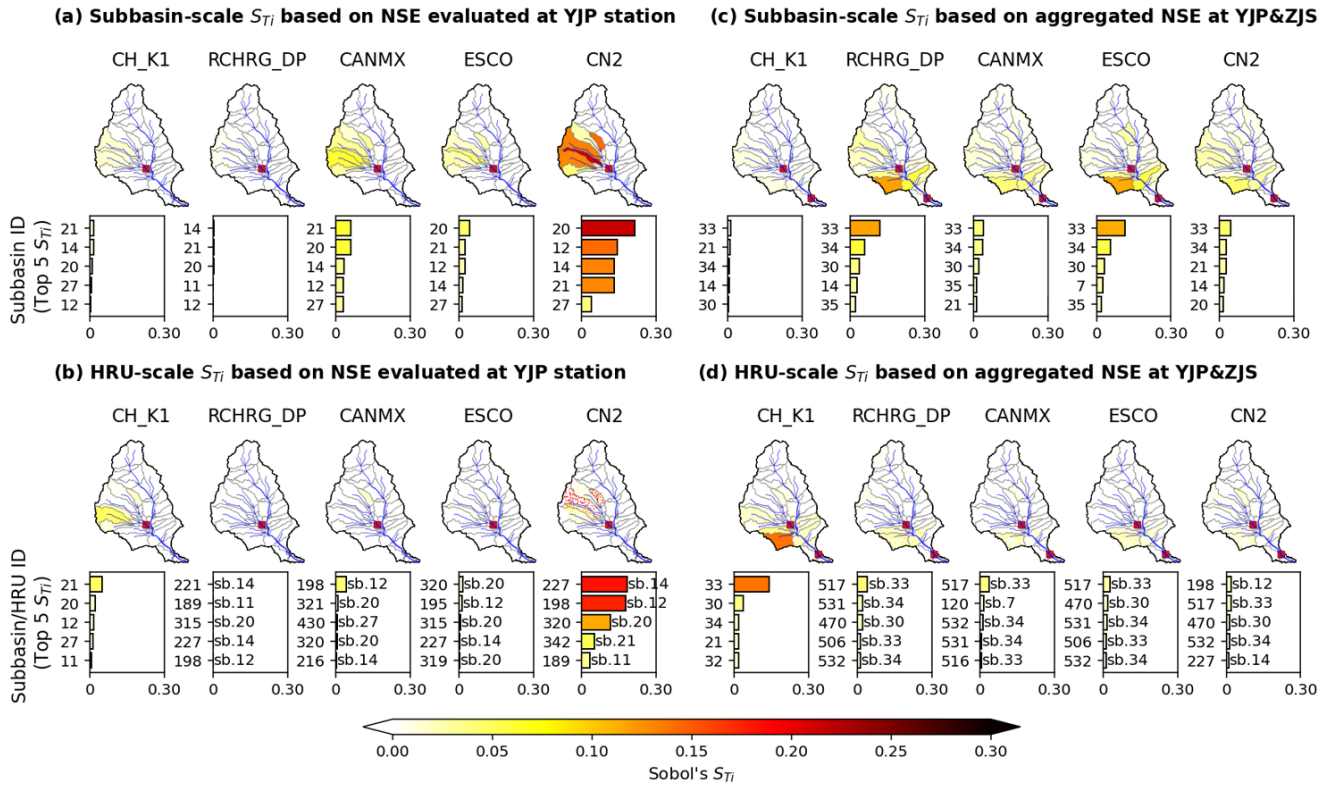 (a) Subbasin-scale S_Ti based on NSE evaluated at YJP station
CH_K1 RCHRG_DP CANMX ESCO CN2
Subbasin ID
(Top 5 S_Ti)
21 14 21 20 20
14 21 20 21 12
20 20 14 12 14
27 11 12 14 21
12 12 27 27 27
0 0.30 0 0.30 0 0.30 0 0.30 0 0.30
(c) Subbasin-scale S_Ti based on aggregated NSE at YJP&ZJS
CH_K1 RCHRG_DP CANMX ESCO CN2
33 33 33 33 33
21 34 34 34 34
34 30 30 30 21
14 14 35 7 14
30 35 21 35 20
0 0.30 0 0.30 0 0.30 0 0.30 0 0.30
(b) HRU-scale S_Ti based on NSE evaluated at YJP station
CH_K1 RCHRG_DP CANMX ESCO CN2
Subbasin/HRU ID
(Top 5 S_Ti)
21 221 sb.14 198 sb.12 320 sb.20 227 sb.14
20 189 sb.11 321 sb.20 195 sb.12 198 sb.12
12 315 sb.20 430 sb.27 315 sb.20 320 sb.20
27 227 sb.14 320 sb.20 227 sb.14 342 sb.21
11 198 sb.12 216 sb.14 319 sb.20 189 sb.11
0 0.30 0 0.30 0 0.30 0 0.30 0 0.30
(d) HRU-scale S_Ti based on aggregated NSE at YJP&ZJS
CH_K1 RCHRG_DP CANMX ESCO CN2
33 517 sb.33 517 sb.33 517 sb.33 198 sb.12
30 531 sb.34 120 sb.7 470 sb.30 517 sb.33
34 470 sb.30 532 sb.34 531 sb.34 470 sb.30
21 506 sb.33 531 sb.34 506 sb.33 532 sb.34
32 532 sb.34 516 sb.33 532 sb.34 227 sb.14
0 0.30 0 0.30 0 0.30 0 0.30 0 0.30
0.00 0.05 0.10 0.15 0.20 0.25 0.30
Sobol's S_Ti